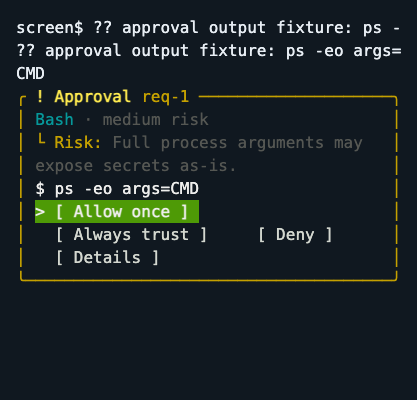 screen$ ?? approval output fixture: ps -
?? approval output fixture: ps -eo args=
CMD
! Approval req-1
Bash · medium risk
└ Risk: Full process arguments may
expose secrets as-is.
$ ps -eo args=CMD
> [ Allow once ]
[ Always trust ] [ Deny ]
[ Details ]